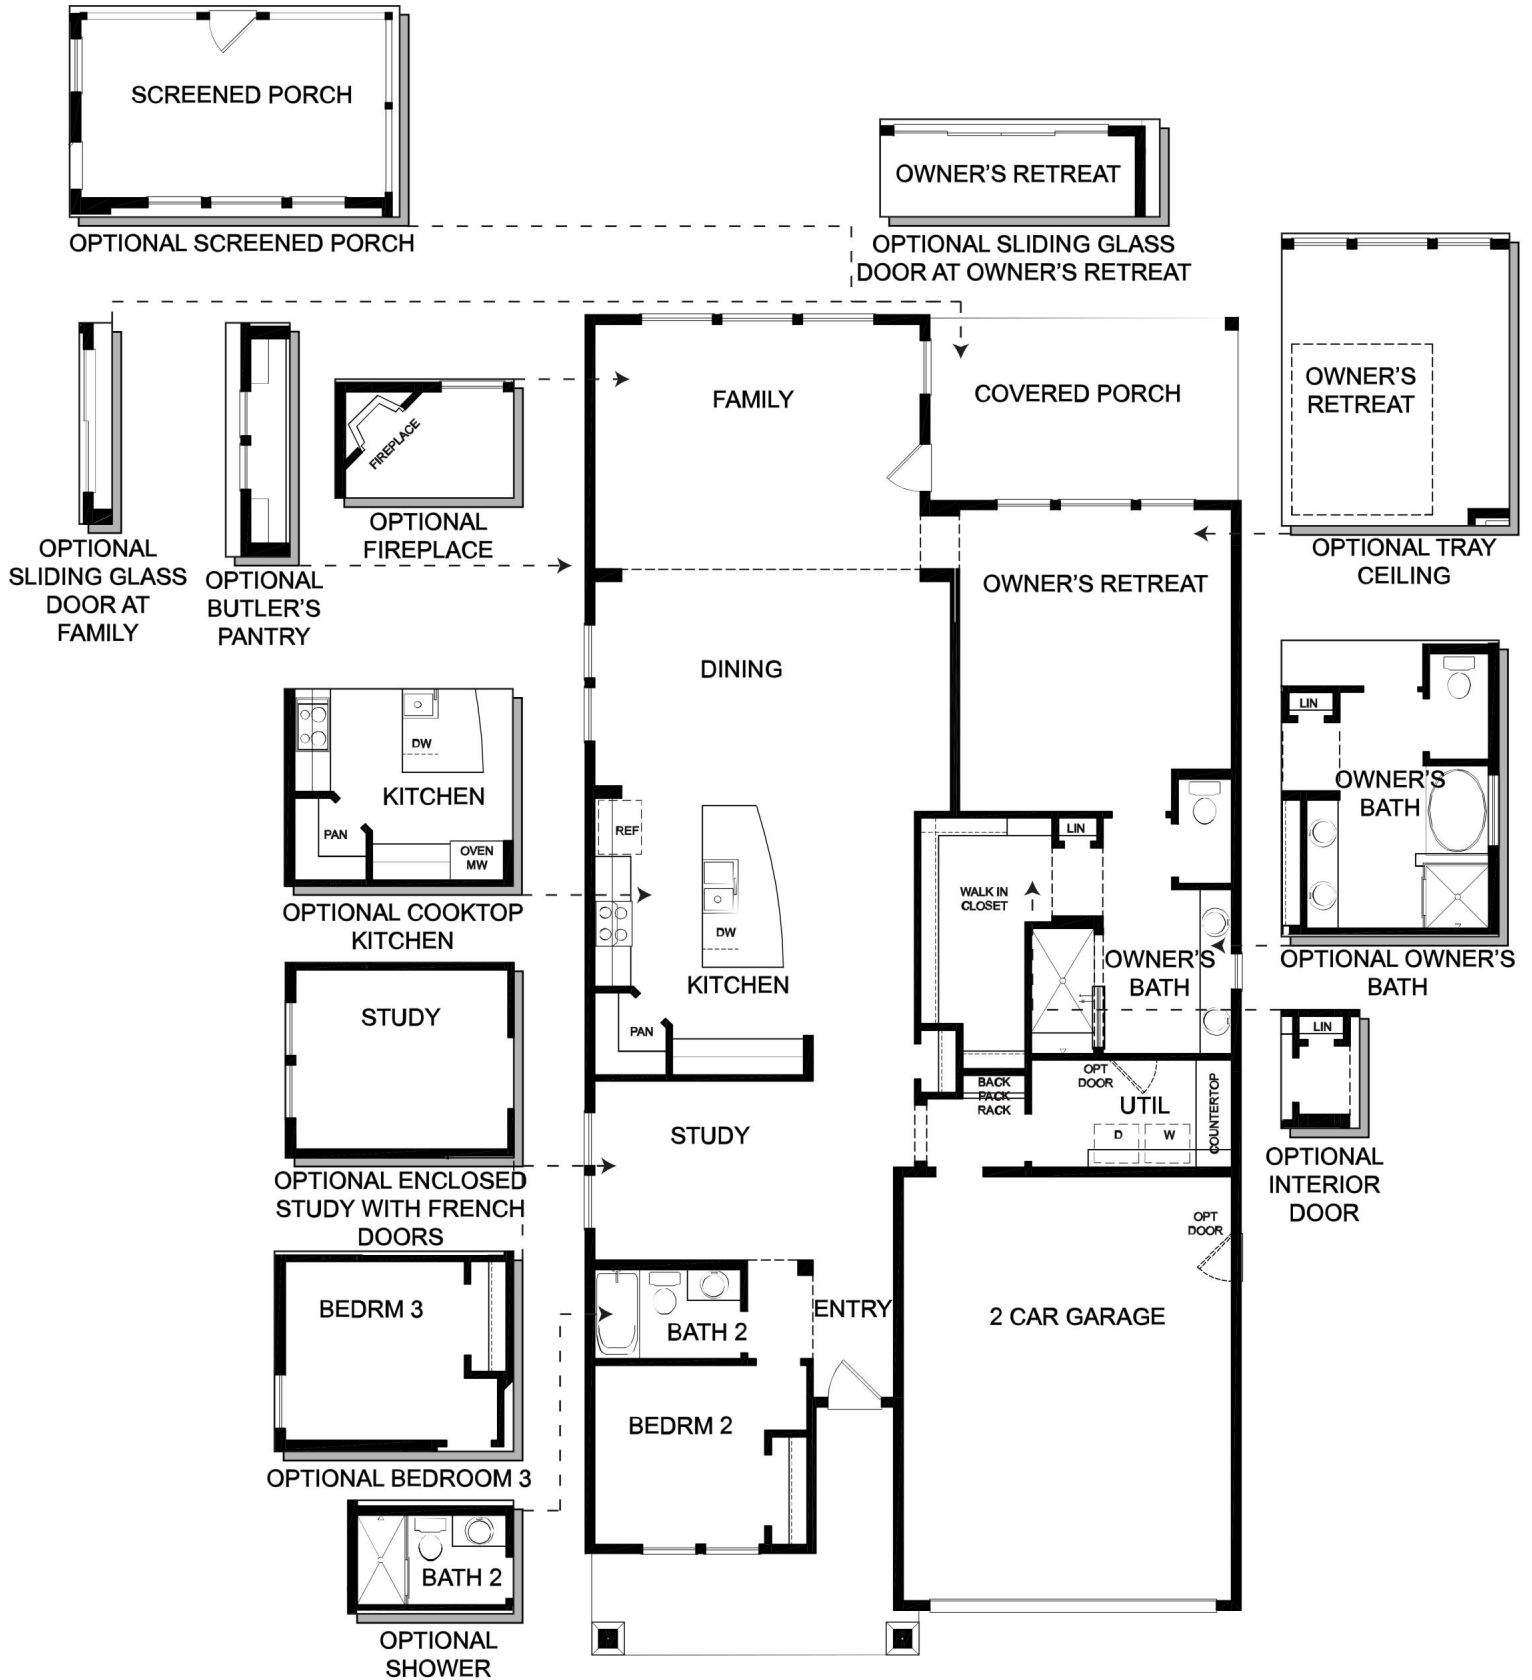 SCREENED PORCH
OPTIONAL SCREENED PORCH
OWNER'S RETREAT
OPTIONAL SLIDING GLASS
DOOR AT OWNER'S RETREAT
OWNER'S
RETREAT
OPTIONAL TRAY
CEILING
OPTIONAL
SLIDING GLASS
DOOR AT
FAMILY
OPTIONAL
BUTLER'S
PANTRY
FIREPLACE
OPTIONAL
FIREPLACE
FAMILY
COVERED PORCH
OWNER'S RETREAT
DINING
DW
KITCHEN
PAN
OVEN
MW
OPTIONAL COOKTOP
KITCHEN
REF
DW
KITCHEN
PAN
LIN
WALK IN
CLOSET
OWNER'S
BATH
LIN
OWNER'S
BATH
OPTIONAL OWNER'S
BATH
STUDY
OPTIONAL ENCLOSED
STUDY WITH FRENCH
DOORS
STUDY
BACK
PACK
RACK
OPT
DOOR
UTIL
D
W
COUNTERTOP
LIN
OPTIONAL
INTERIOR
DOOR
OPT
DOOR
BEDRM 3
OPTIONAL BEDROOM 3
BATH 2
ENTRY
2 CAR GARAGE
BEDRM 2
BATH 2
OPTIONAL
SHOWER